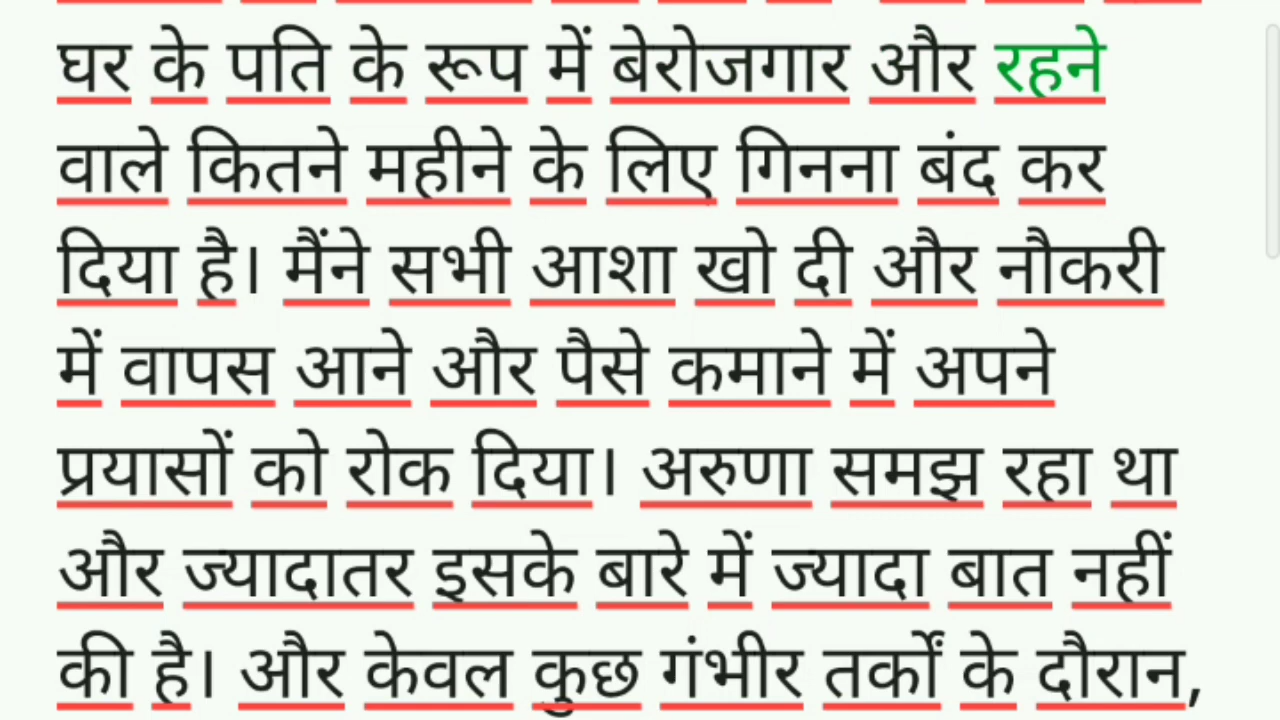 घर के पति के रूप में बेरोजगार और रहने
वाले कितने महीने के लिए गिनना बंद कर
दिया है। मैंने सभी आशा खो दी और नौकरी
में वापस आने और पैसे कमाने में अपने
प्रयासों को रोक दिया। अरुणा समझ रहा था
और ज्यादातर इसके बारे में ज्यादा बात नहीं
की है। और केवल कुछ गंभीर तर्कों के दौरान,